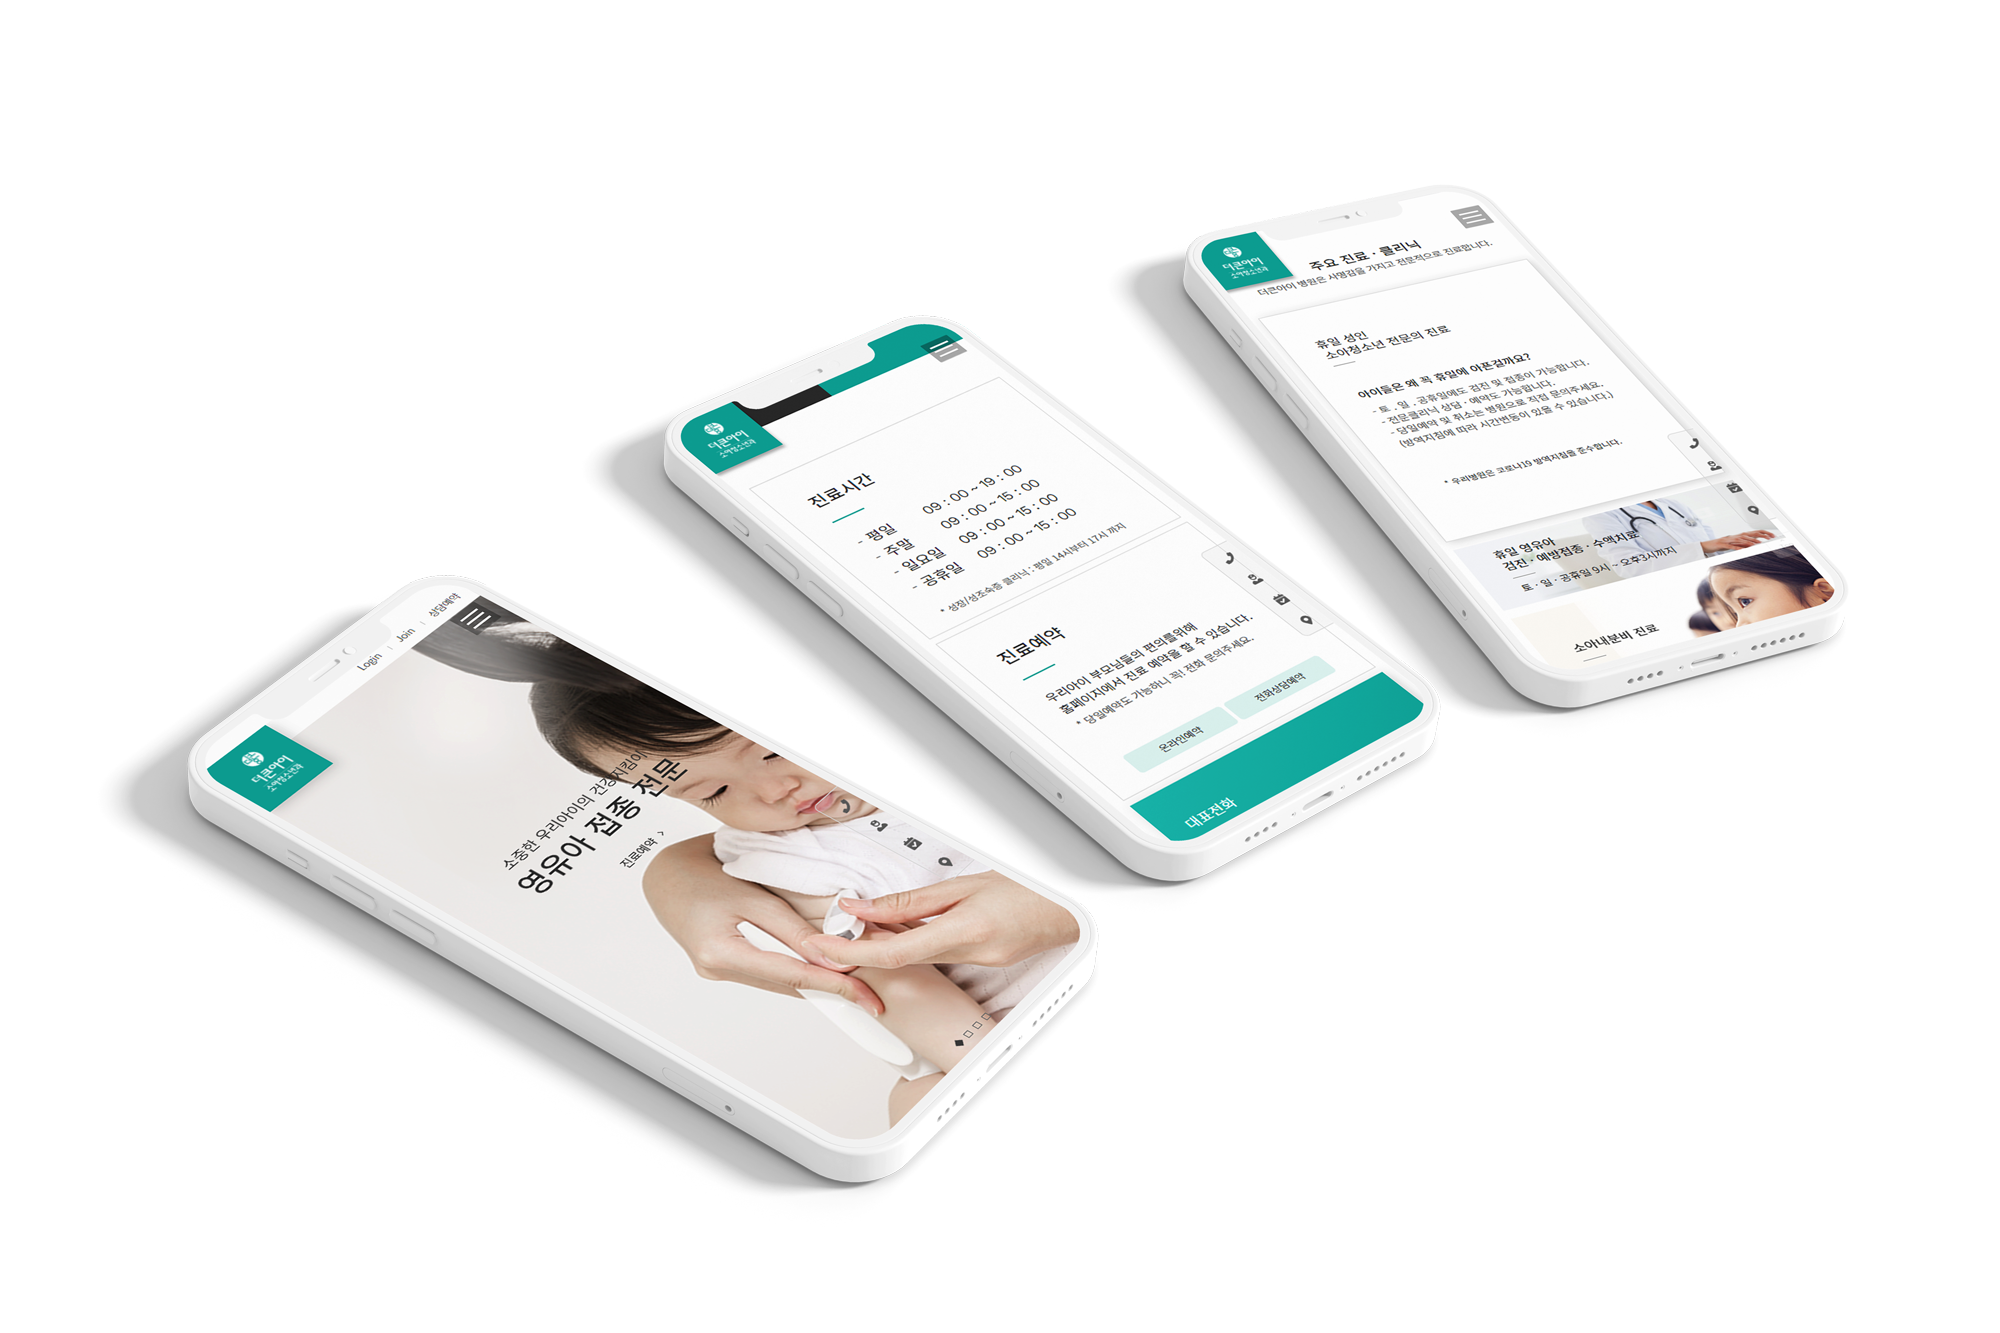 Login
Join
상담예약
더큰아이
소아청소년과
소중한 우리아이의 건강지킴이
영유아 접종 전문
진료예약 >
더큰아이
소아청소년과
진료시간
- 평일 09 : 00 ~ 19 : 00
- 주말 09 : 00 ~ 15 : 00
- 일요일 09 : 00 ~ 15 : 00
- 공휴일 09 : 00 ~ 15 : 00
* 성장/성조숙증 클리닉 : 평일 14시부터 17시 까지
진료예약
우리아이 부모님들의 편의를위해
홈페이지에서 진료 예약을 할 수 있습니다.
* 당일예약도 가능하니 꼭! 전화 문의주세요.
온라인예약
전화상담예약
대표전화
더큰아이
소아청소년과
주요 진료 · 클리닉
더큰아이 병원은 사명감을 가지고 전문적으로 진료합니다.
휴일 성인
소아청소년 전문의 진료
아이들은 왜 꼭 휴일에 아픈걸까요?
- 토 , 일 , 공휴일에도 검진 및 접종이 가능합니다.
- 전문클리닉 상담 · 예약도 가능합니다.
- 당일예약 및 취소는 병원으로 직접 문의주세요.
(방역지침에 따라 시간변동이 있을 수 있습니다.)
* 우리병원은 코로나19 방역지침을 준수합니다.
휴일 영유아
검진 · 예방접종 · 수액치료
토 · 일 · 공휴일 9시 ~ 오후3시까지
소아내분비 진료